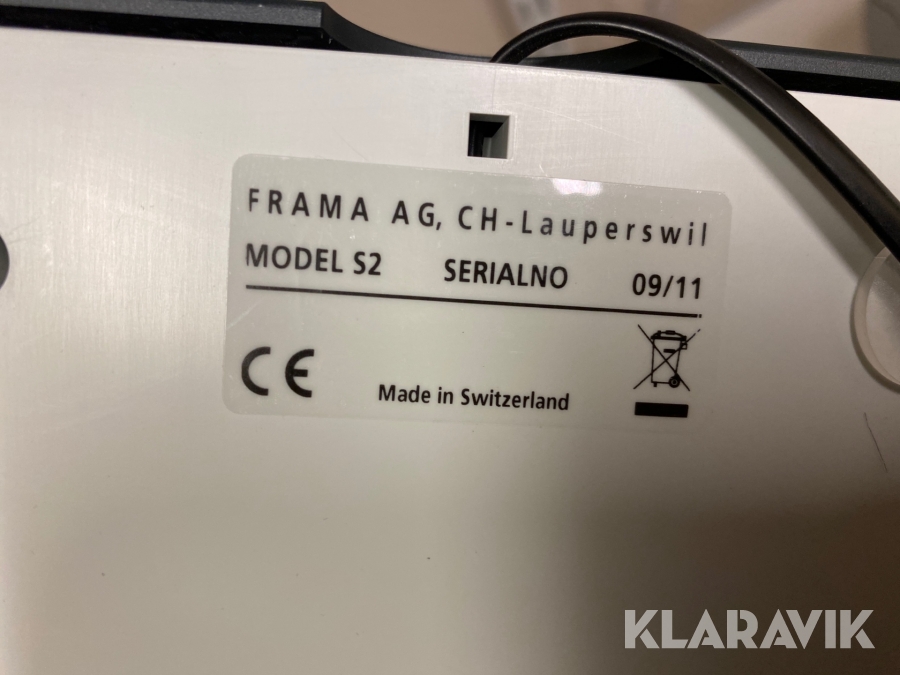 FRAMA AG, CH-Lauperswil
MODEL S2 SERIALNO 09/11
CE
Made in Switzerland
KLARAVIK